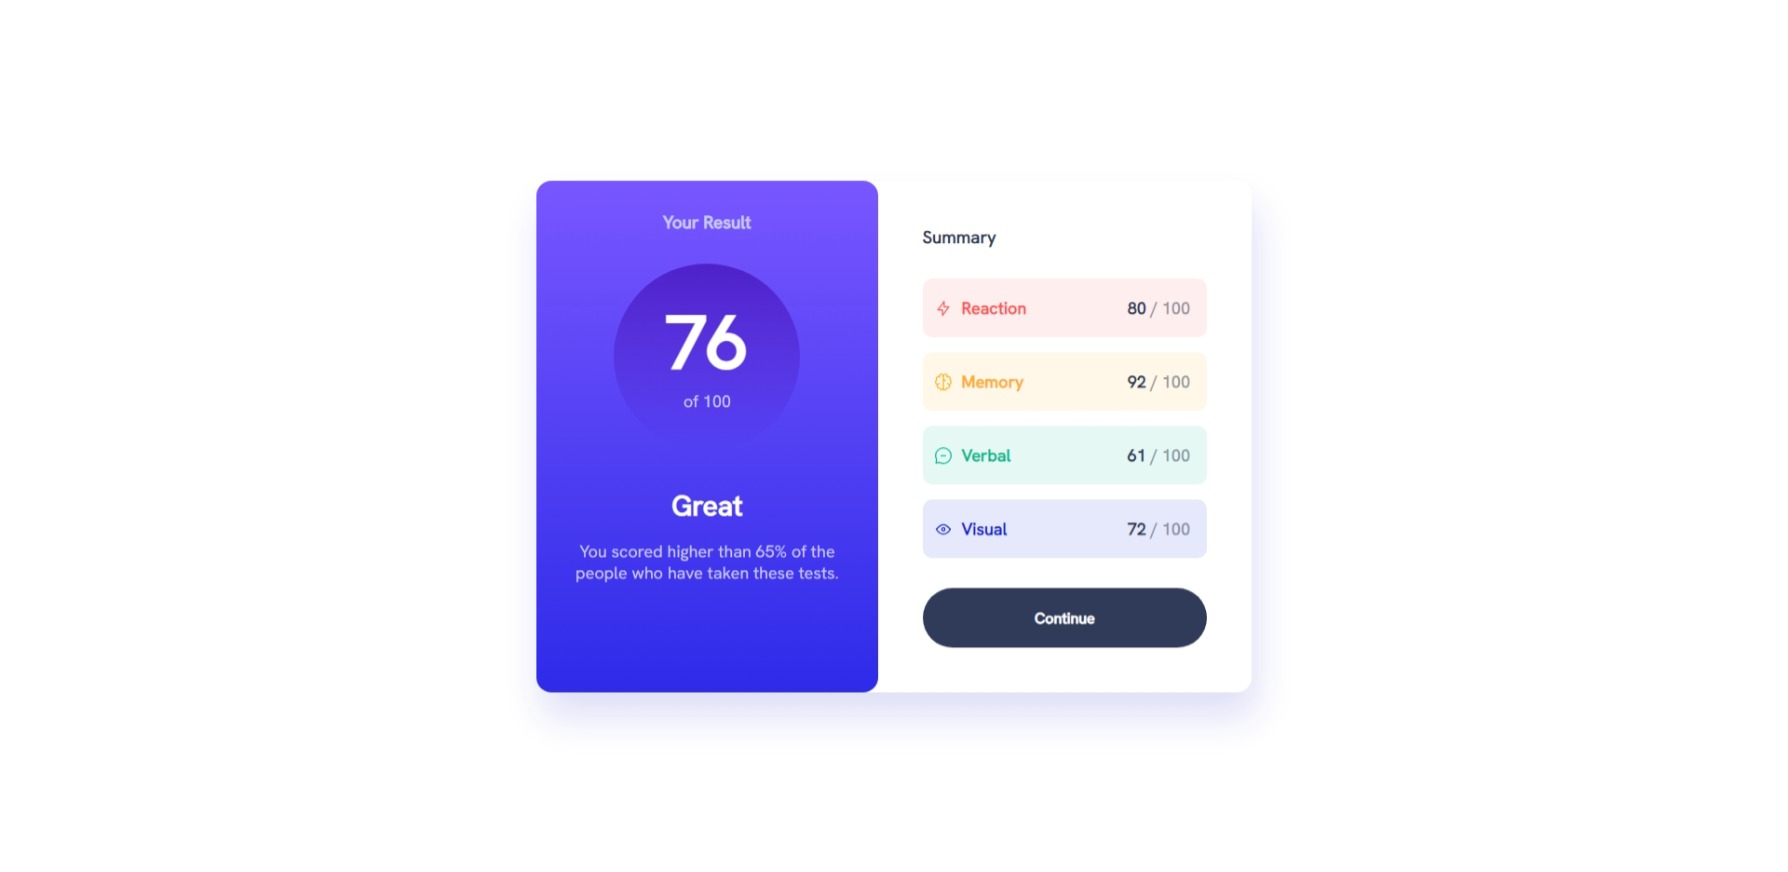 Your Result
76
of 100
Great
You scored higher than 65% of the
people who have taken these tests.
Summary
Reaction 80 / 100
Memory 92 / 100
Verbal 61 / 100
Visual 72 / 100
Continue